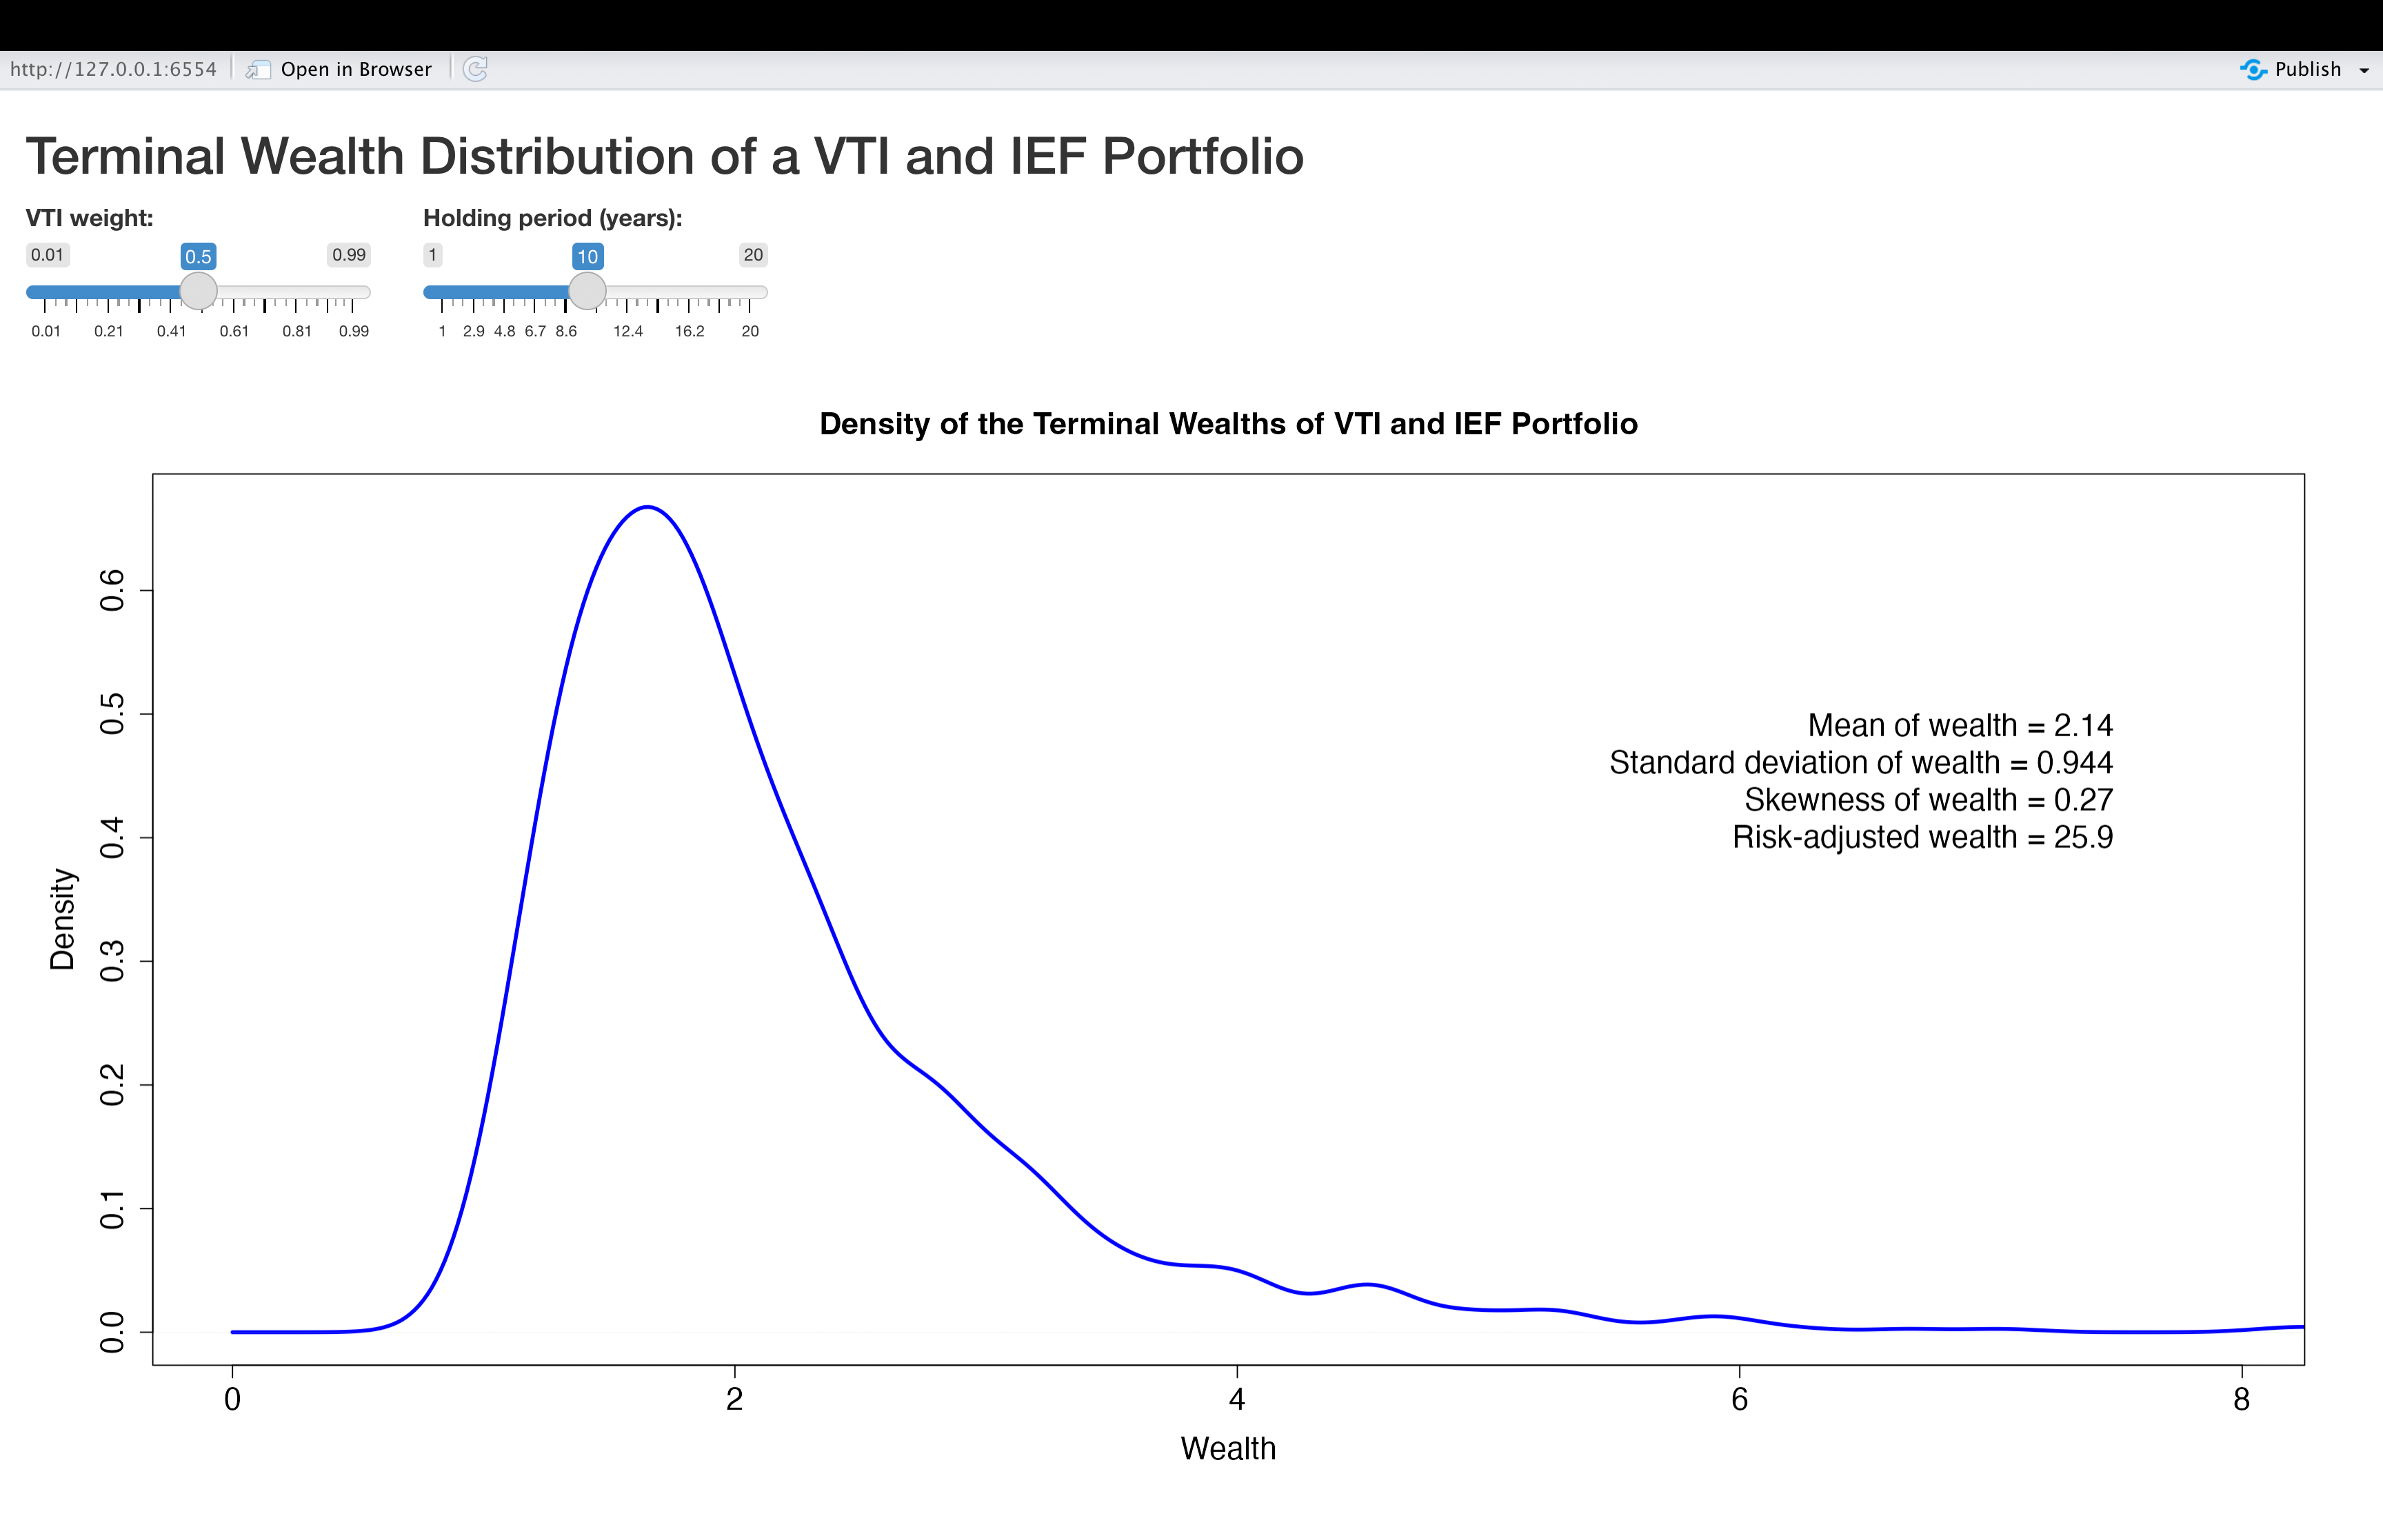 http://127.0.0.1:6554 Open in Browser Publish
Terminal Wealth Distribution of a VTI and IEF Portfolio
VTI weight: Holding period (years):
0.01 0.5 0.99 1 10 20
0.01 0.21 0.41 0.61 0.81 0.99 1 2.9 4.8 6.7 8.6 12.4 16.2 20
Density of the Terminal Wealths of VTI and IEF Portfolio
0.6
0.5
0.4
0.3
0.2
0.1
0.0
Density
Mean of wealth = 2.14
Standard deviation of wealth = 0.944
Skewness of wealth = 0.27
Risk-adjusted wealth = 25.9
0 2 4 6 8
Wealth